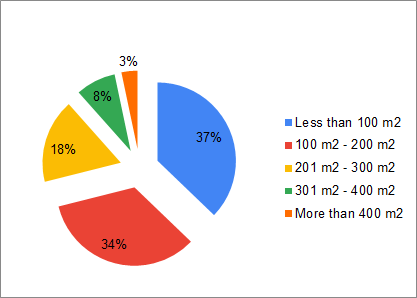 3%
8%
37%
18%
34%
Less than 100 m2
100 m2 - 200 m2
201 m2 - 300 m2
301 m2 - 400 m2
More than 400 m2